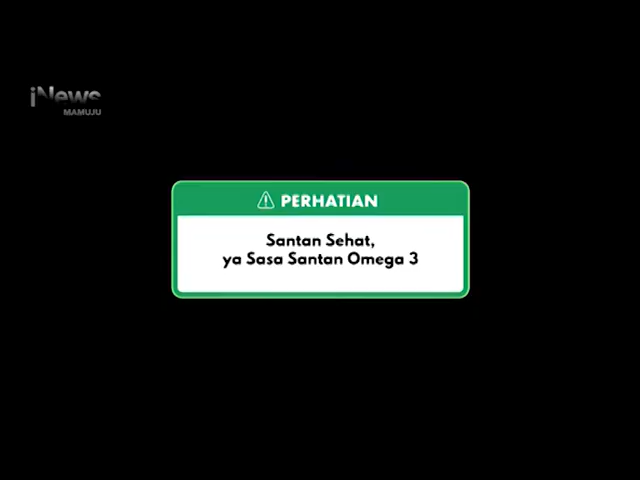 iNews
MAMUJU
PERHATIAN
Santan Sehat,
ya Sasa Santan Omega 3